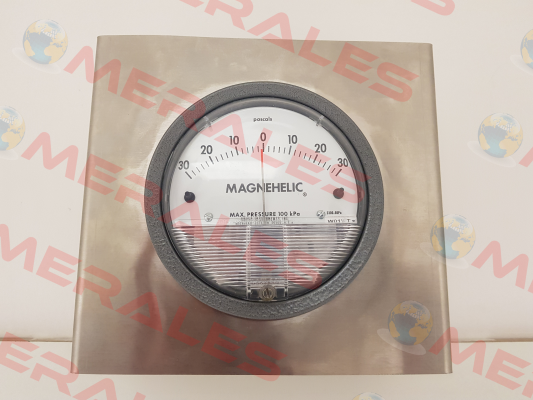 MERALES
pascals
30 20 10 0 10 20 30
MAGNEHELIC®
MAX. PRESSURE 100 kPa
MERALES
MERALES